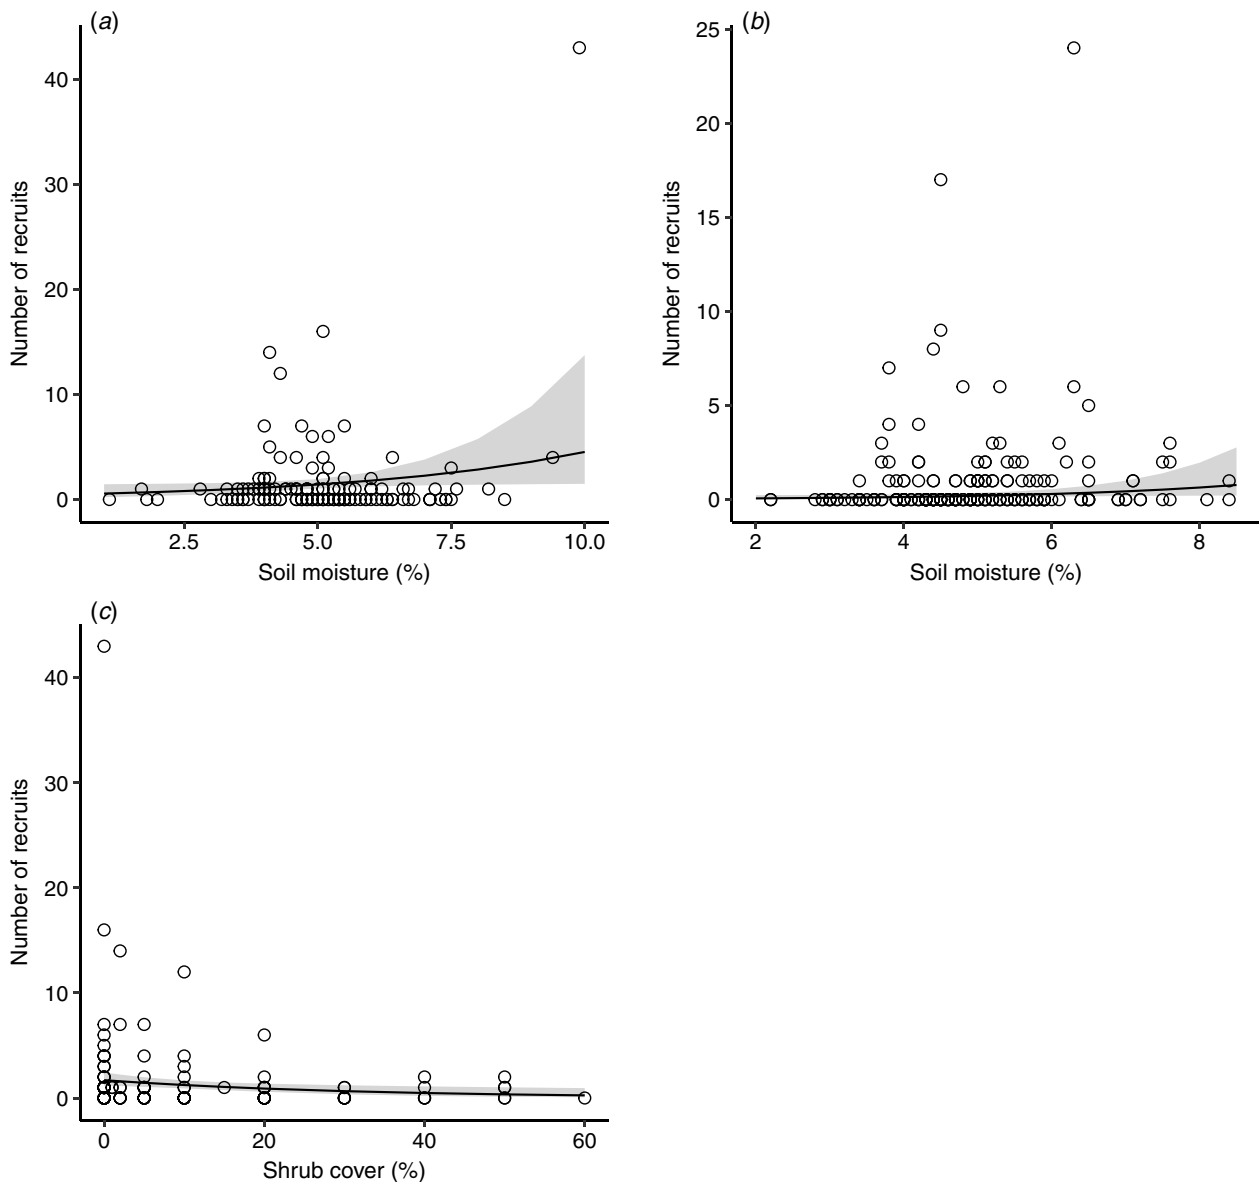 (a)
Number of recruits
40
30
20
10
0
2.5 5.0 7.5 10.0
Soil moisture (%)
(b)
Number of recruits
25
20
15
10
5
0
2 4 6 8
Soil moisture (%)
(c)
Number of recruits
40
30
20
10
0
0 20 40 60
Shrub cover (%)